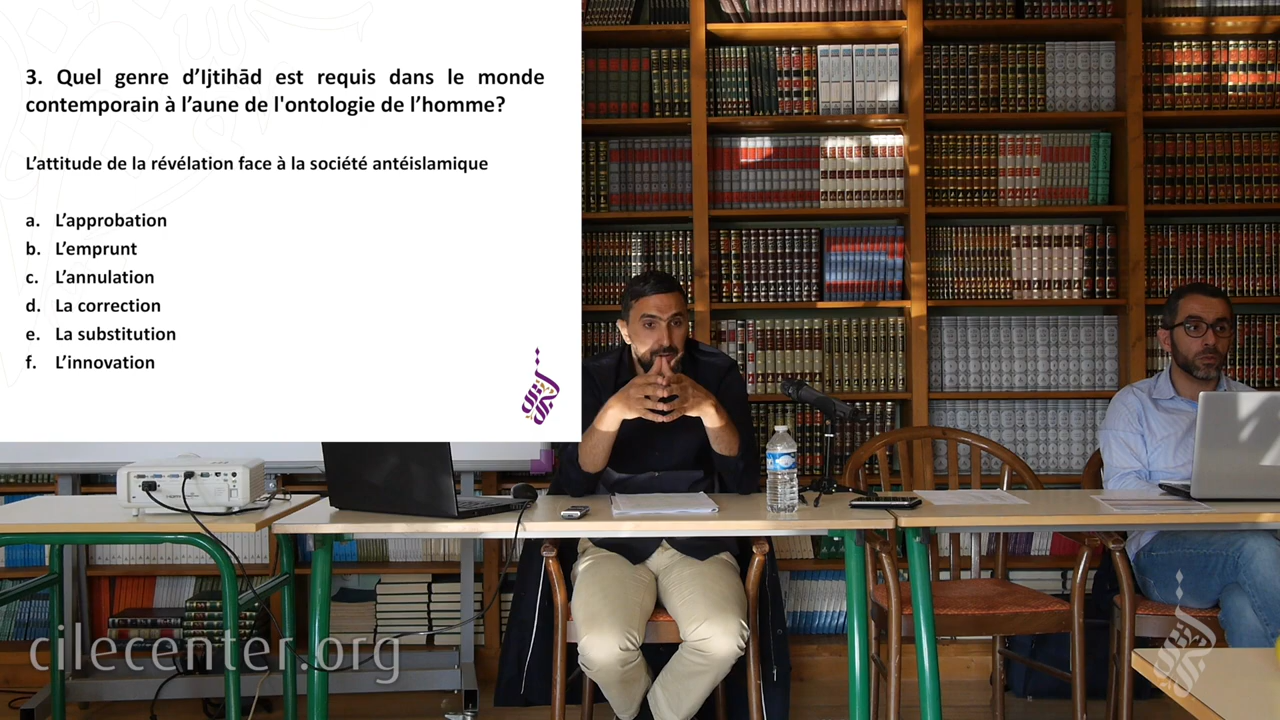 3. Quel genre d’Ijtihād est requis dans le monde
contemporain à l’aune de l'ontologie de l’homme?
L’attitude de la révélation face à la société antéislamique
a. L’approbation
b. L’emprunt
c. L’annulation
d. La correction
e. La substitution
f. L’innovation
cilecenter.org